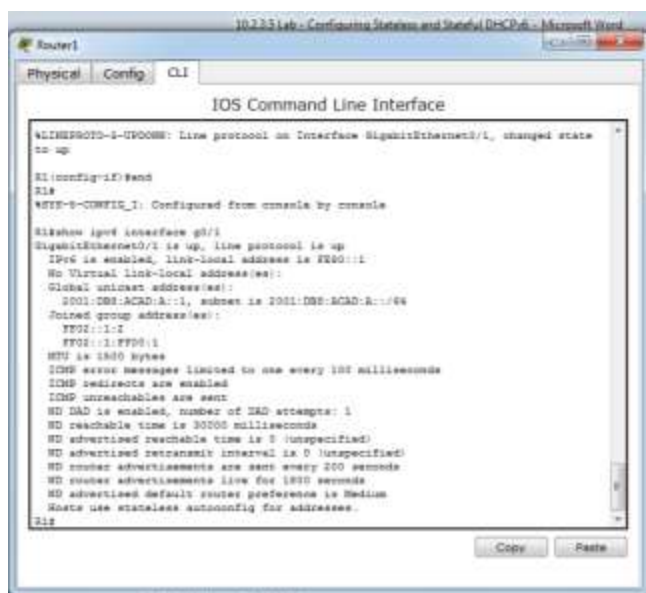 10.2.3.5 Lab - Configuring Stateless and Stateful DHCPv6 - Microsoft Word
Router1
Physical Config CLI
IOS Command Line Interface
%LINEPROTO-5-UPDOWN: Line protocol on Interface GigabitEthernet0/1, changed state
to up
R1(config-if)#end
R1#
%SYS-5-CONFIG_I: Configured from console by console
R1#show ipv6 interface g0/1
GigabitEthernet0/1 is up, line protocol is up
IPv6 is enabled, link-local address is FE80::1
No Virtual link-local address(es):
Global unicast address(es):
2001:DB8:ACAD:A::1, subnet is 2001:DB8:ACAD:A::/64
Joined group address(es):
FF02::1:2
FF02::1:FF00:1
MTU is 1500 bytes
ICMP error messages limited to one every 100 milliseconds
ICMP redirects are enabled
ICMP unreachables are sent
ND DAD is enabled, number of DAD attempts: 1
ND reachable time is 30000 milliseconds
ND advertised reachable time is 0 (unspecified)
ND advertised retransmit interval is 0 (unspecified)
ND router advertisements are sent every 200 seconds
ND router advertisements live for 1800 seconds
ND advertised default router preference is Medium
Hosts use stateless autoconfig for addresses.
R1#
Copy Paste